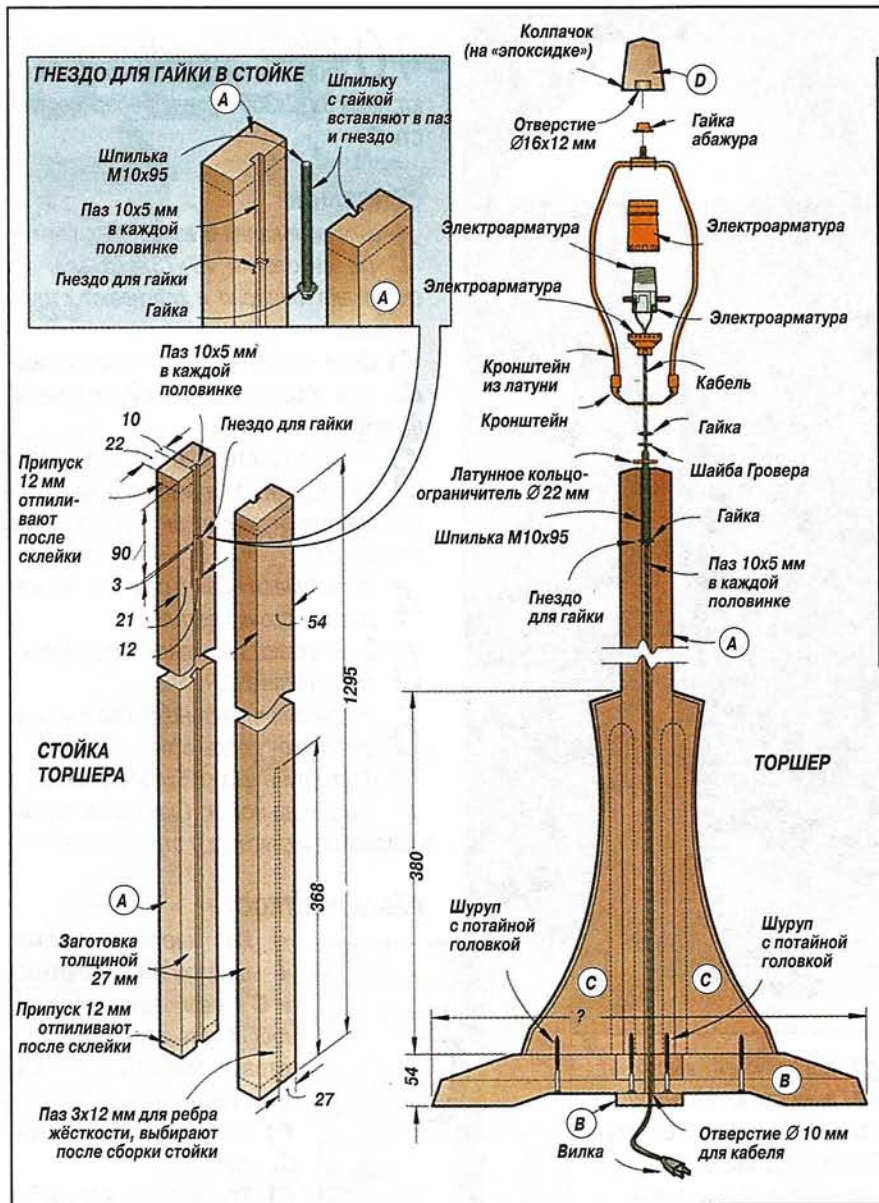 ГНЕЗДО ДЛЯ ГАЙКИ В СТОЙКЕ
A
Шпильку
с гайкой
вставляют в паз
и гнездо
Шпилька
М10х95
Паз 10х5 мм
в каждой
половинке
Гнездо для гайки
Гайка
A
Паз 10х5 мм
в каждой
половинке
10
22
Гнездо для гайки
Припуск
12 мм
отпили-
вают
после
склейки
90
3
21
12
54
1295
СТОЙКА
ТОРШЕРА
368
A
Заготовка
толщиной
27 мм
Припуск 12 мм
отпиливают
после склейки
27
Паз 3х12 мм для ребра
жёсткости, выбирают
после сборки стойки
Колпачок
(на «эпоксидке»)
D
Отверстие
Ø16х12 мм
Гайка
абажура
Электроарматура
Электроарматура
Электроарматура
Электроарматура
Кронштейн
из латуни
Кабель
Кронштейн
Гайка
Латунное кольцо-
ограничитель Ø 22 мм
Шайба Гровера
Шпилька М10х95
Гайка
Гнездо
для гайки
Паз 10х5 мм
в каждой
половинке
A
ТОРШЕР
380
Шуруп
с потайной
головкой
Шуруп
с потайной
головкой
C
C
?
54
B
B
Вилка
Отверстие Ø 10 мм
для кабеля